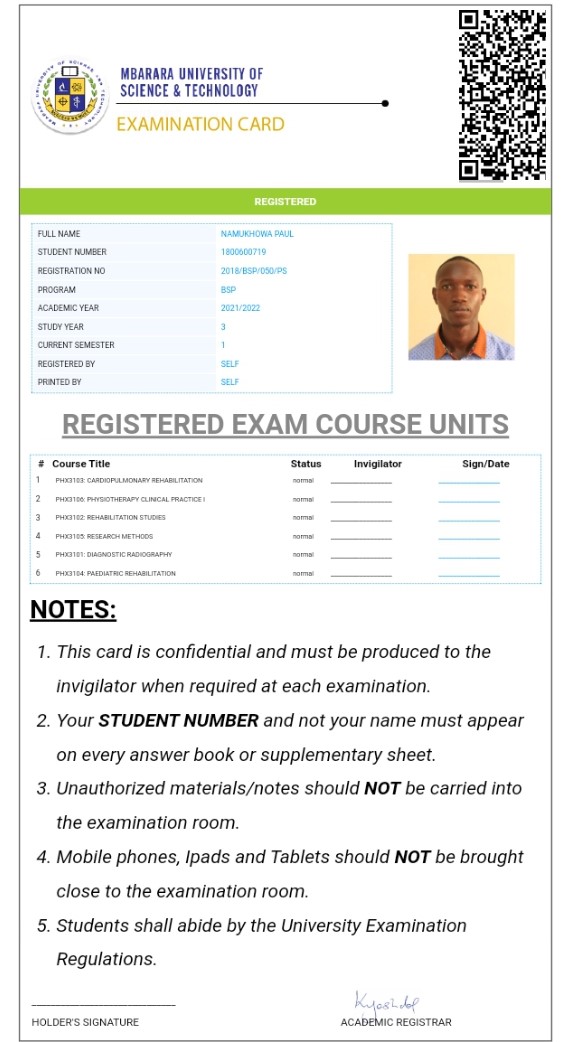 MBARARA UNIVERSITY OF
SCIENCE & TECHNOLOGY
EXAMINATION CARD
REGISTERED
FULL NAME NAMUKHOWA PAUL
STUDENT NUMBER 1800600719
REGISTRATION NO 2018/BSP/050/PS
PROGRAM BSP
ACADEMIC YEAR 2021/2022
STUDY YEAR 3
CURRENT SEMESTER 1
REGISTERED BY SELF
PRINTED BY SELF
REGISTERED EXAM COURSE UNITS
# Course Title Status Invigilator Sign/Date
1 PHX3103: CARDIOPULMONARY REHABILITATION normal
2 PHX3106: PHYSIOTHERAPY CLINICAL PRACTICE I normal
3 PHX3102: REHABILITATION STUDIES normal
4 PHX3105: RESEARCH METHODS normal
5 PHX3101: DIAGNOSTIC RADIOGRAPHY normal
6 PHX3104: PAEDIATRIC REHABILITATION normal
NOTES:
1. This card is confidential and must be produced to the
invigilator when required at each examination.
2. Your STUDENT NUMBER and not your name must appear
on every answer book or supplementary sheet.
3. Unauthorized materials/notes should NOT be carried into
the examination room.
4. Mobile phones, Ipads and Tablets should NOT be brought
close to the examination room.
5. Students shall abide by the University Examination
Regulations.
HOLDER'S SIGNATURE ACADEMIC REGISTRAR